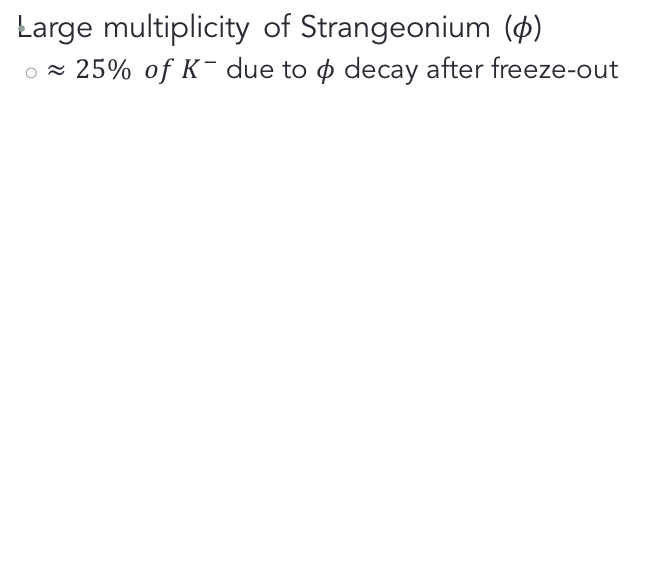 Large multiplicity of Strangeonium (ϕ)
○ ≈ 25% of K⁻ due to ϕ decay after freeze-out